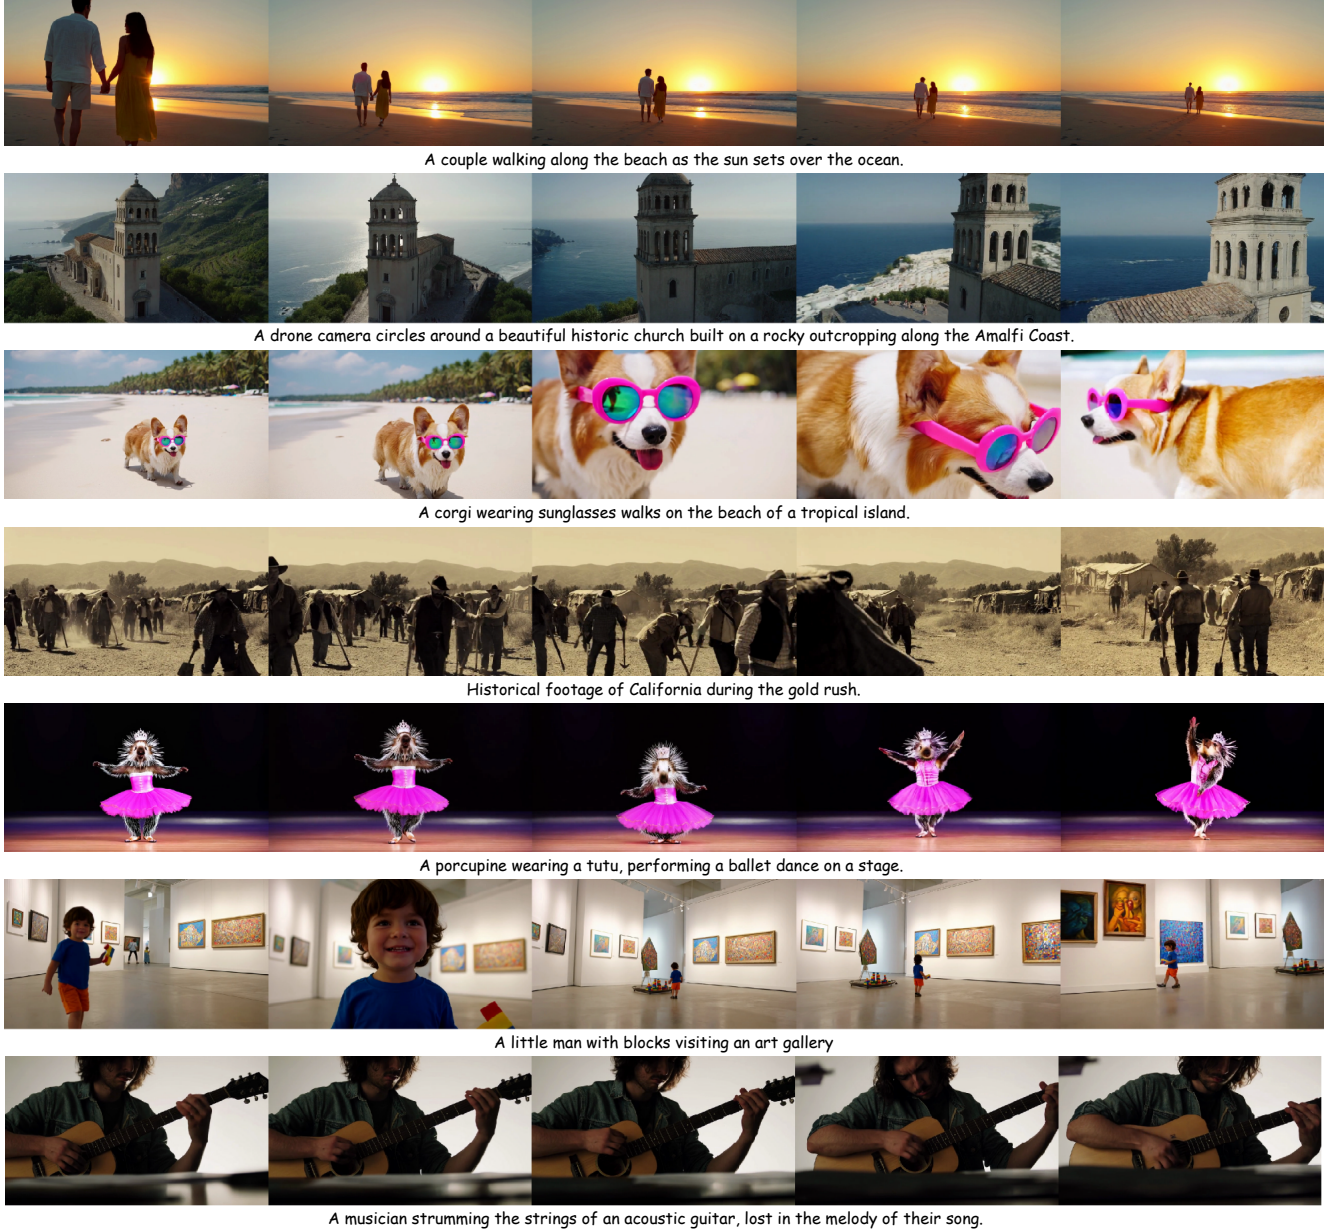 A couple walking along the beach as the sun sets over the ocean.
A drone camera circles around a beautiful historic church built on a rocky outcropping along the Amalfi Coast.
A corgi wearing sunglasses walks on the beach of a tropical island.
Historical footage of California during the gold rush.
A porcupine wearing a tutu, performing a ballet dance on a stage.
A little man with blocks visiting an art gallery
A musician strumming the strings of an acoustic guitar, lost in the melody of their song.